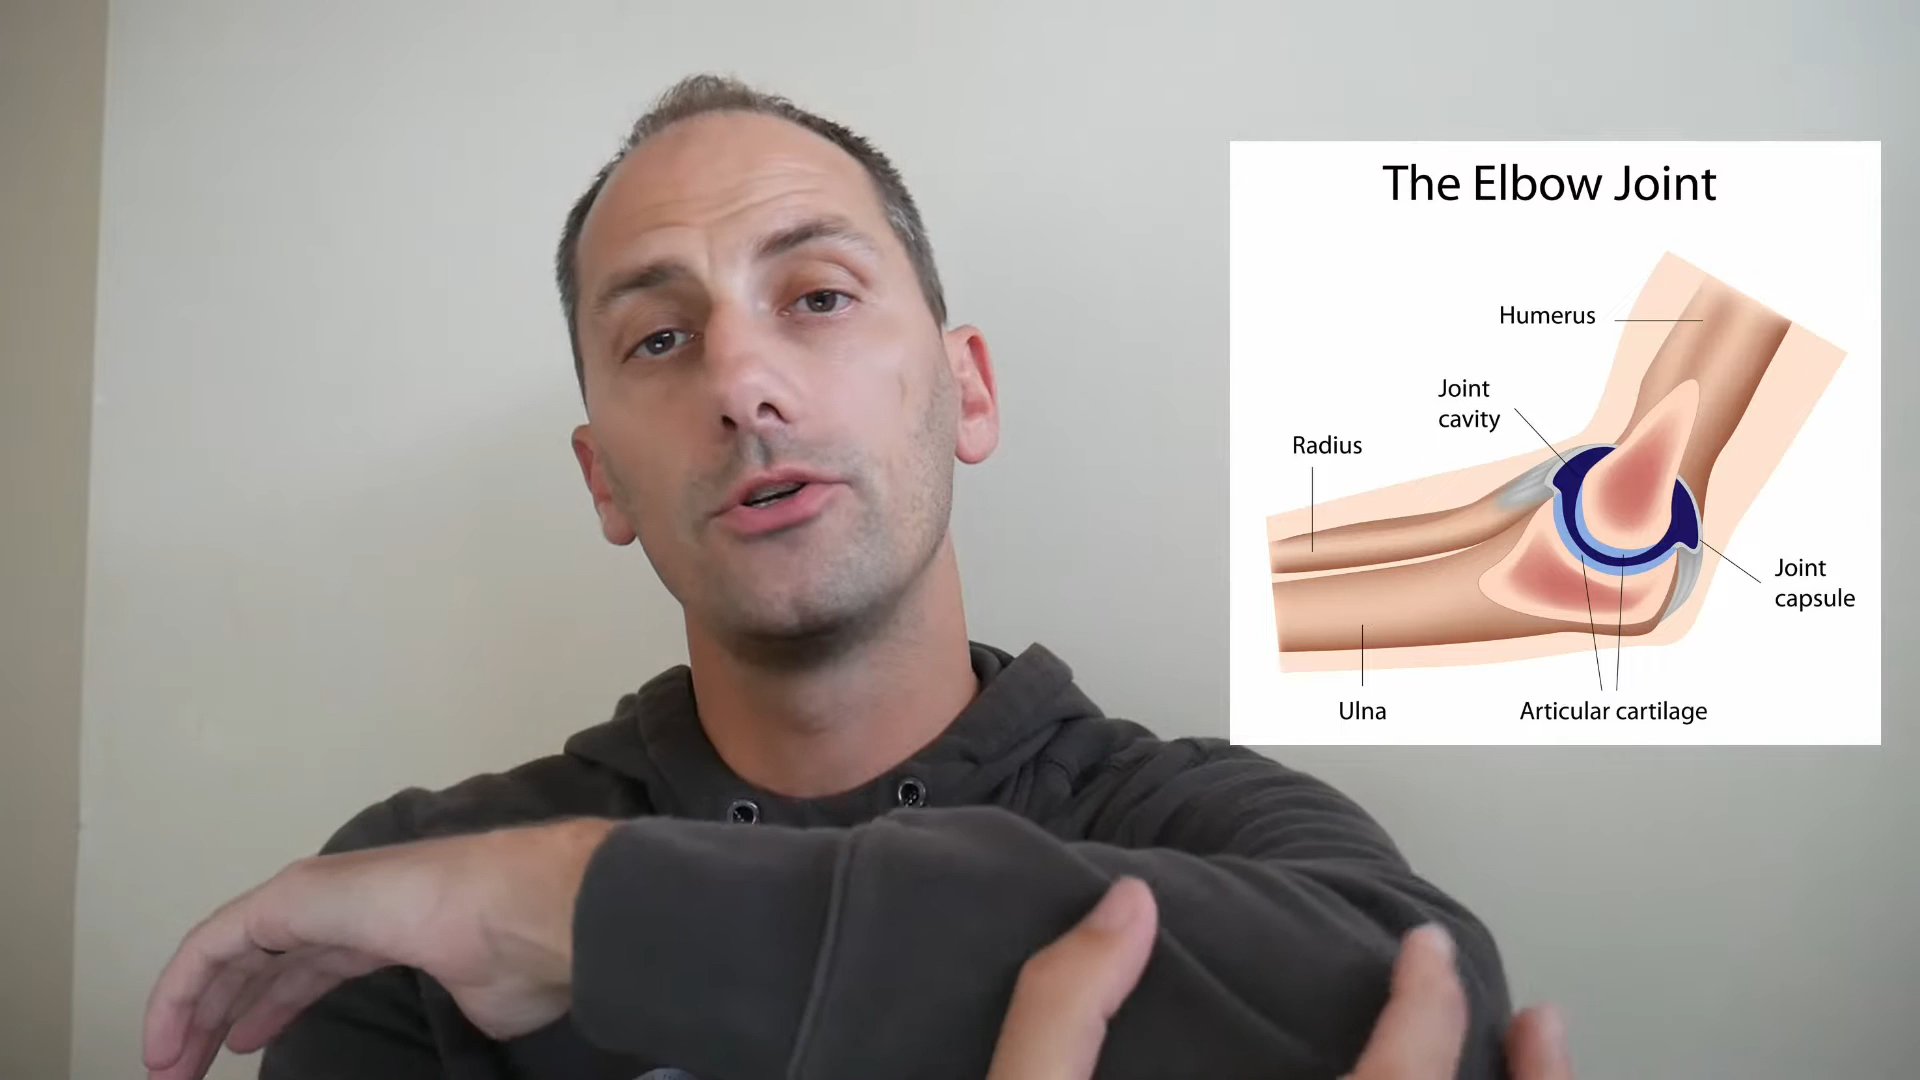 The Elbow Joint
Humerus
Joint
cavity
Radius
Joint
capsule
Ulna
Articular cartilage